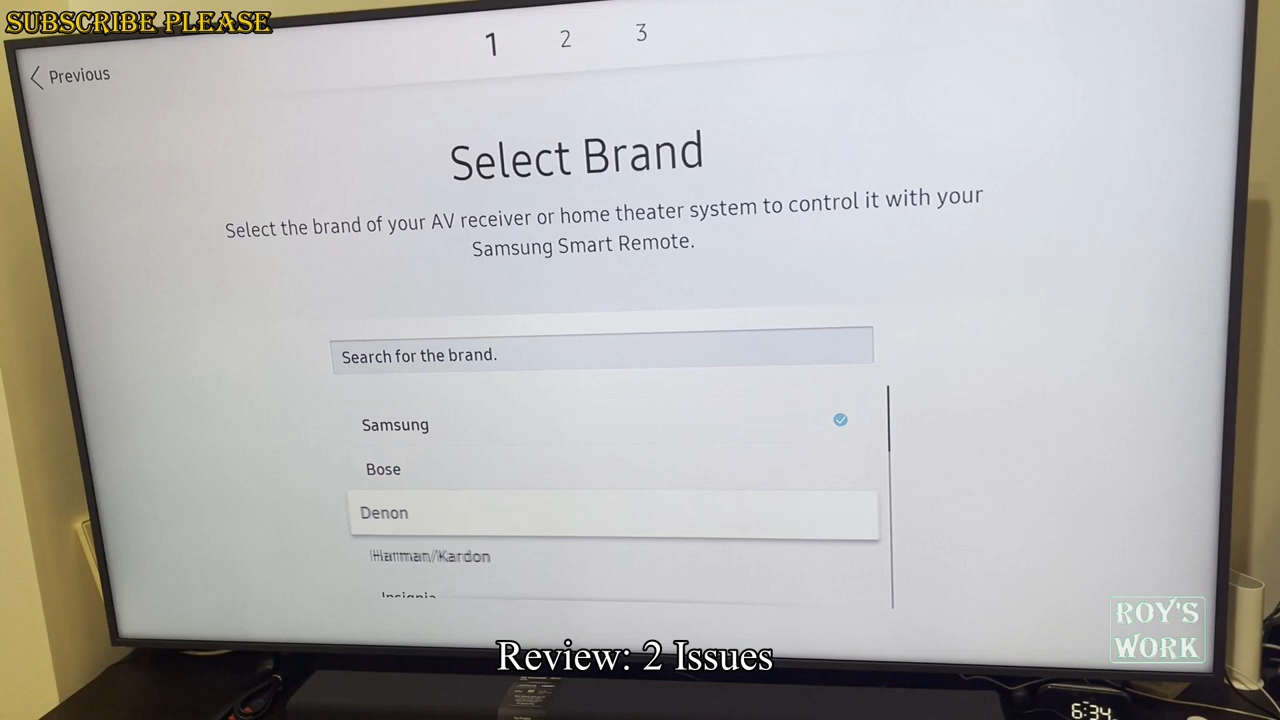 SUBSCRIBE PLEASE
1 2 3
Previous
Select Brand
Select the brand of your AV receiver or home theater system to control it with your
Samsung Smart Remote.
Search for the brand.
Samsung
Bose
Denon
Harman/Kardon
Insignia
Review: 2 Issues
ROY'S
WORK
6:34